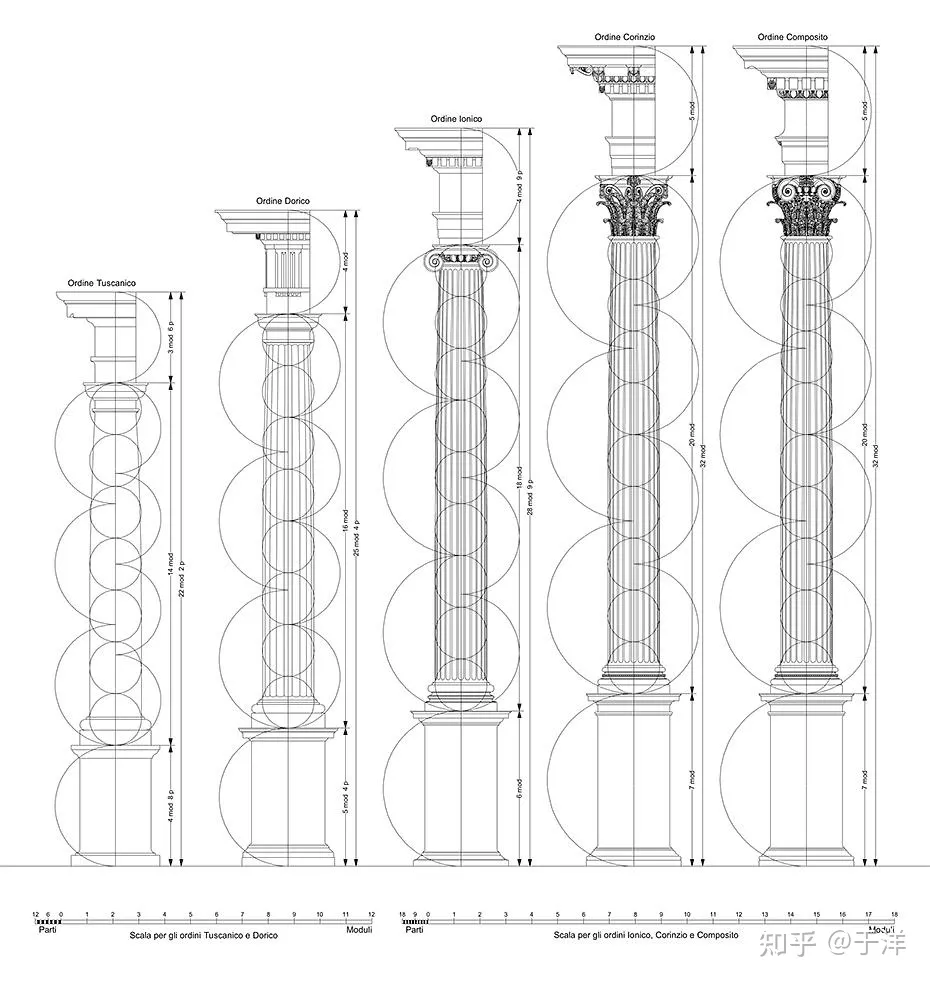 Ordine Corinzio
Ordine Composito
Ordine Ionico
Ordine Dorico
Ordine Tuscanico
5 mod
5 mod
4 mod 9 p
4 mod
3 mod 6 p
20 mod
32 mod
20 mod
32 mod
18 mod
28 mod 9 p
16 mod
25 mod 4 p
14 mod
22 mod 2 p
7 mod
7 mod
6 mod
5 mod 4 p
4 mod 8 p
12 6 0 1 2 3 4 5 6 7 8 9 10 11 12
Parti
Moduli
Scala per gli ordini Tuscanico e Dorico
18 9 0 1 2 3 4 5 6 7 8 9 10 11 12 13 14 15 16 17 18
Parti
Moduli
Scala per gli ordini Ionico, Corinzio e Composito
知乎 @于洋